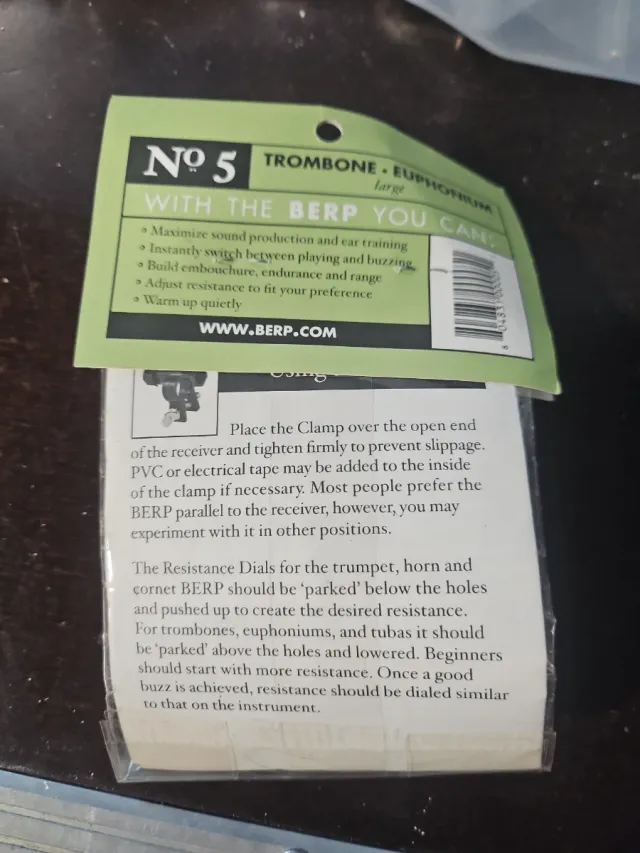 Nº 5
TROMBONE • EUPHONIUM
large
WITH THE BERP YOU CAN:
• Maximize sound production and ear training
• Instantly switch between playing and buzzing
• Build embouchure, endurance and range
• Adjust resistance to fit your preference
• Warm up quietly
WWW.BERP.COM
Using
Place the Clamp over the open end
of the receiver and tighten firmly to prevent slippage.
PVC or electrical tape may be added to the inside
of the clamp if necessary. Most people prefer the
BERP parallel to the receiver, however, you may
experiment with it in other positions.
The Resistance Dials for the trumpet, horn and
cornet BERP should be ‘parked’ below the holes
and pushed up to create the desired resistance.
For trombones, euphoniums, and tubas it should
be ‘parked’ above the holes and lowered. Beginners
should start with more resistance. Once a good
buzz is achieved, resistance should be dialed similar
to that on the instrument.